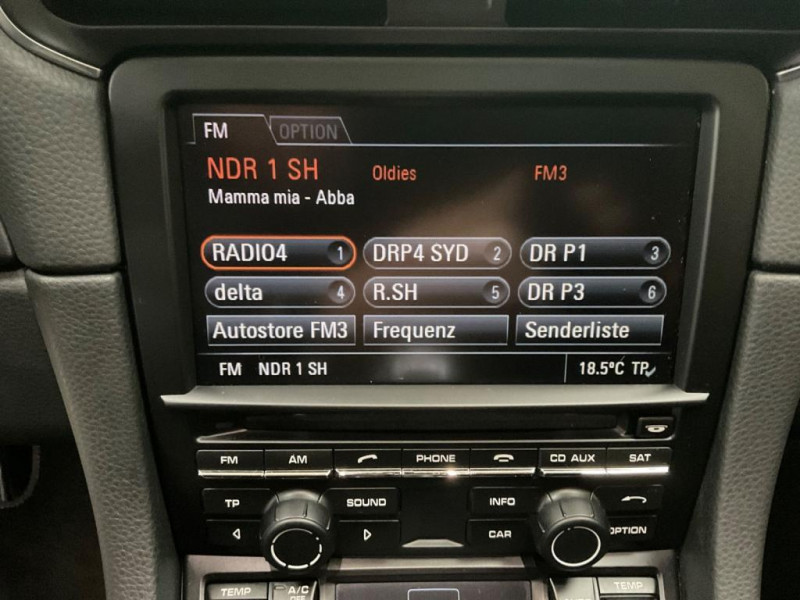 FM OPTION
NDR 1 SH Oldies FM3
Mamma mia - Abba
RADIO4 1 DRP4 SYD 2 DR P1 3
delta 4 R.SH 5 DR P3 6
Autostore FM3 Frequenz Senderliste
FM NDR 1 SH 18.5°C TP
FM AM PHONE CD AUX SAT
TP SOUND INFO
CAR OPTION
TEMP A/C TEMP
OFF